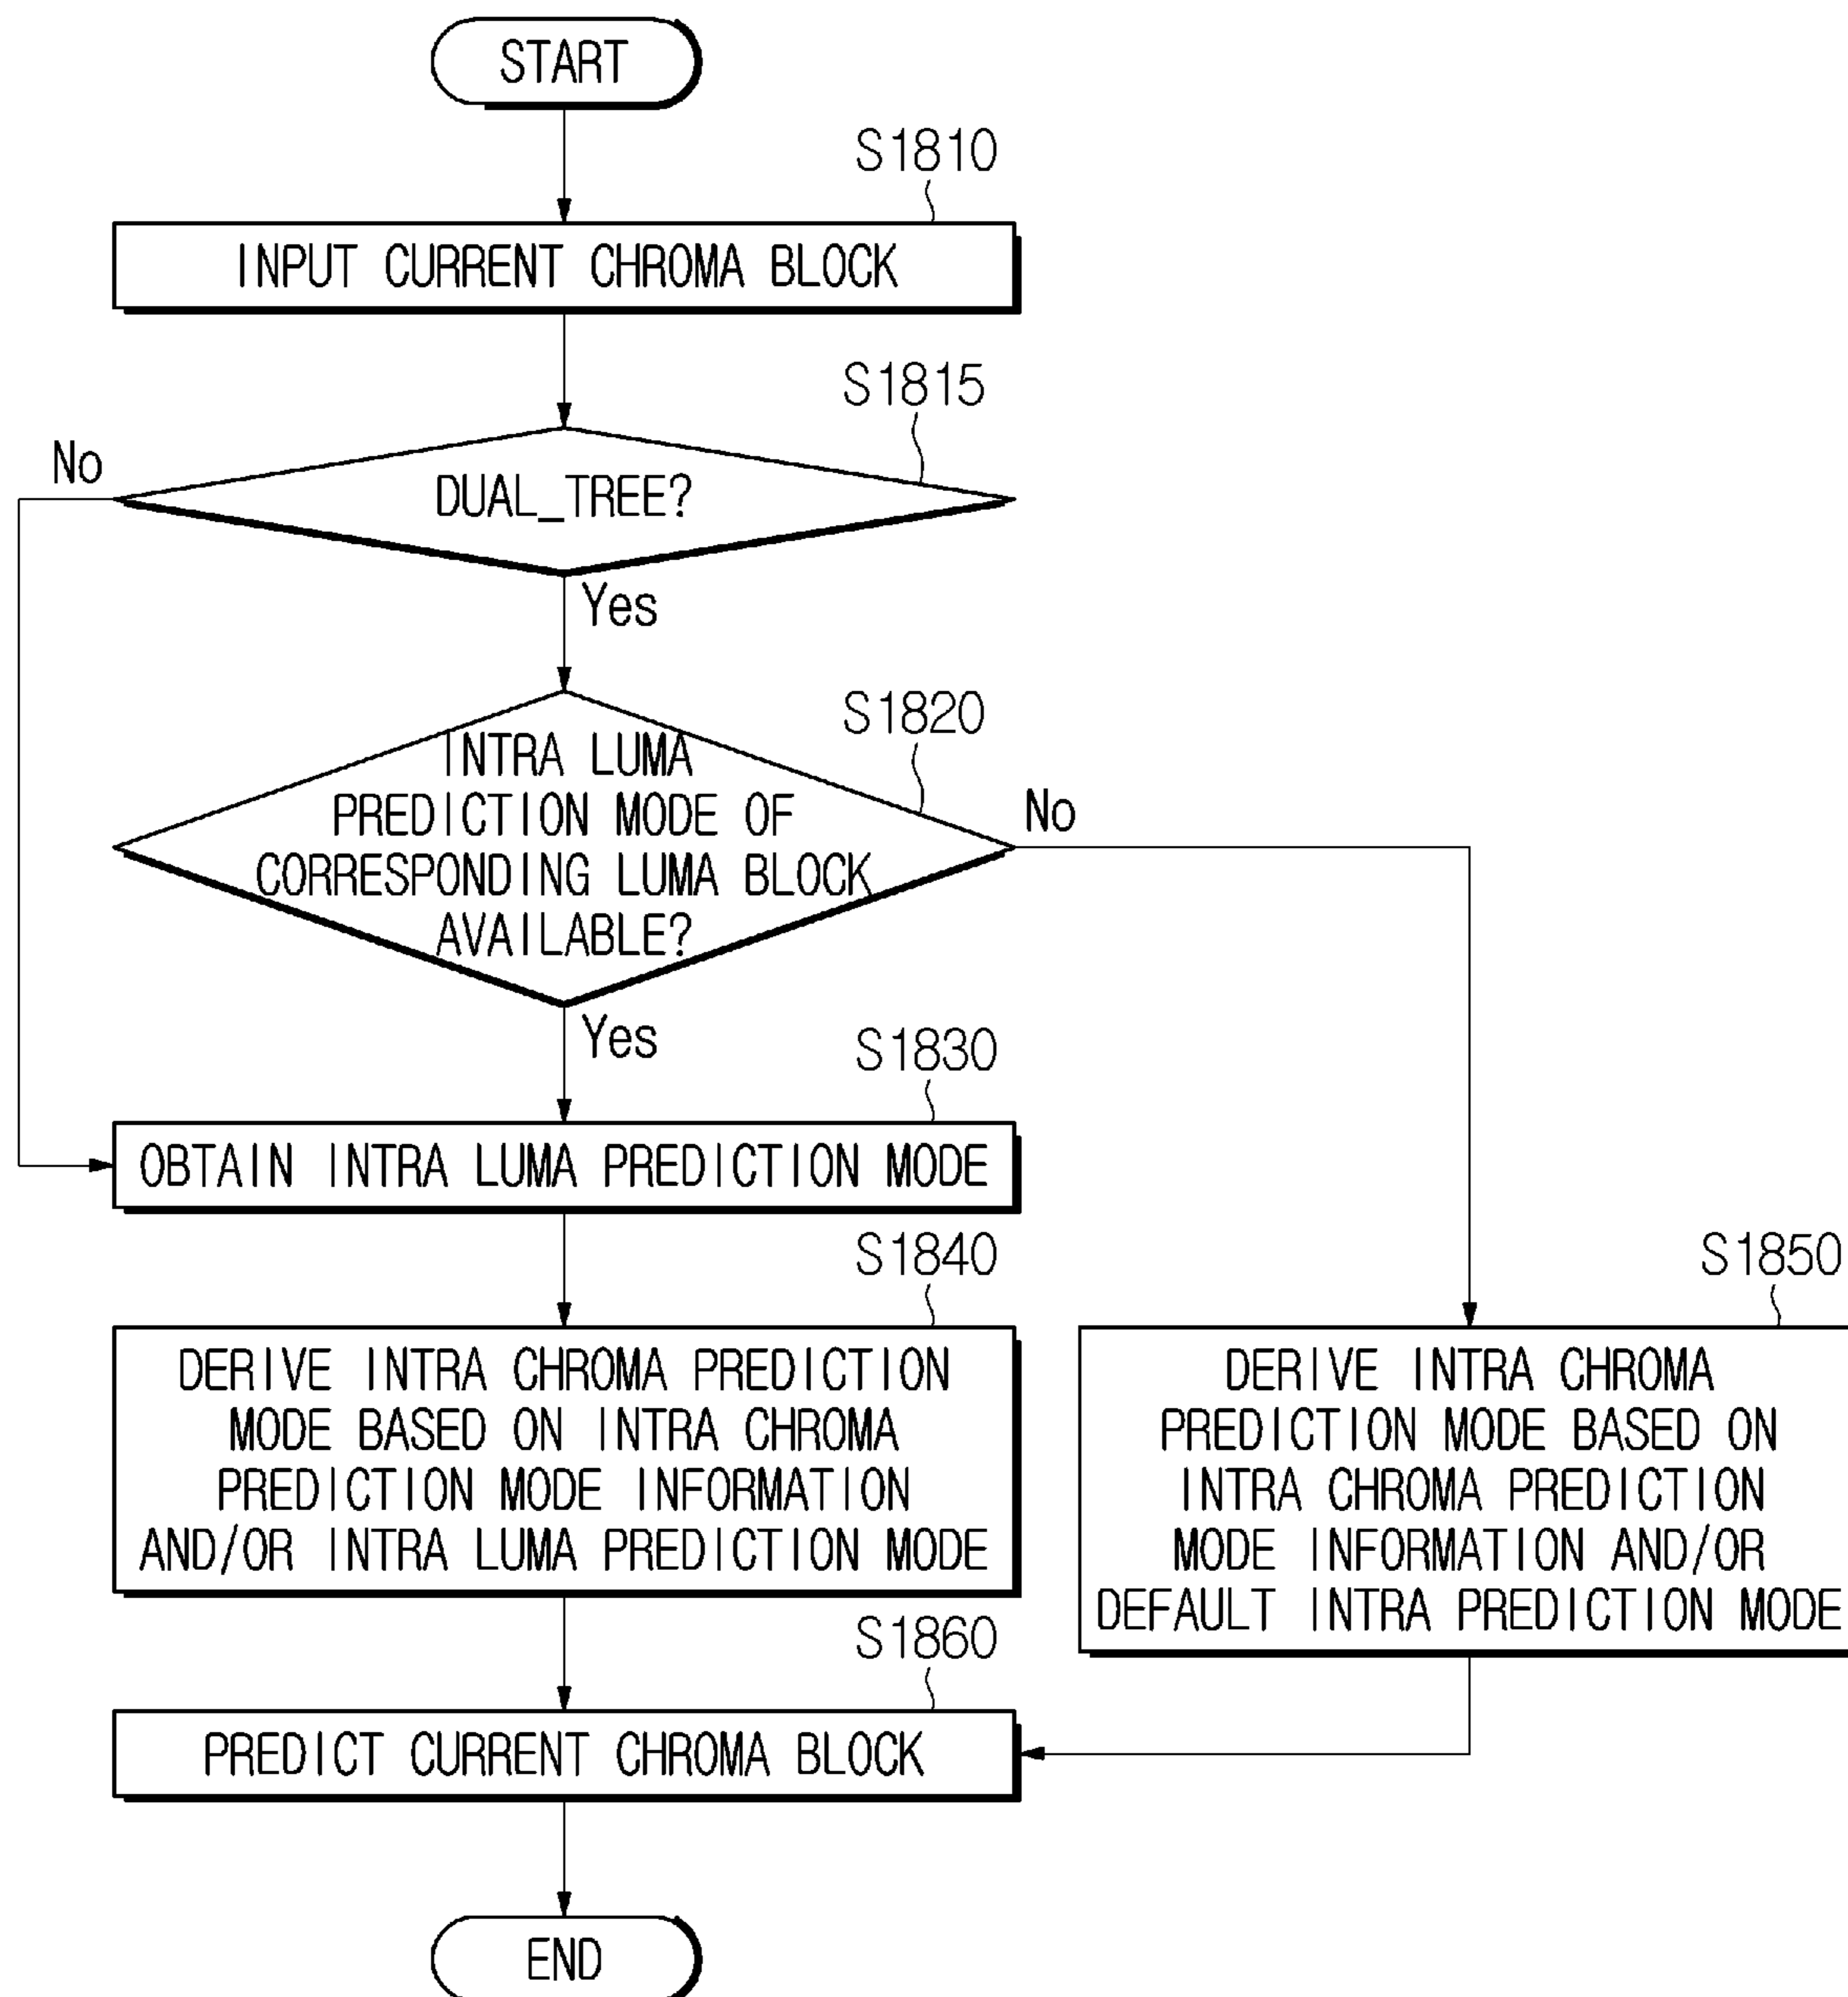 START
S1810
INPUT CURRENT CHROMA BLOCK
S1815
No
DUAL_TREE?
Yes
S1820
INTRA LUMA
PREDICTION MODE OF
CORRESPONDING LUMA BLOCK
AVAILABLE?
No
Yes
S1830
OBTAIN INTRA LUMA PREDICTION MODE
S1840
DERIVE INTRA CHROMA PREDICTION
MODE BASED ON INTRA CHROMA
PREDICTION MODE INFORMATION
AND/OR INTRA LUMA PREDICTION MODE
S1850
DERIVE INTRA CHROMA
PREDICTION MODE BASED ON
INTRA CHROMA PREDICTION
MODE INFORMATION AND/OR
DEFAULT INTRA PREDICTION MODE
S1860
PREDICT CURRENT CHROMA BLOCK
END